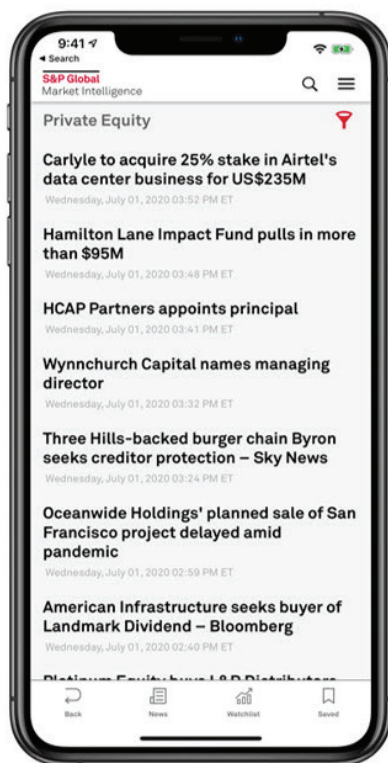 9:41
◀ Search
S&P Global
Market Intelligence
Private Equity
Carlyle to acquire 25% stake in Airtel's
data center business for US$235M
Wednesday, July 01, 2020 03:52 PM ET
Hamilton Lane Impact Fund pulls in more
than $95M
Wednesday, July 01, 2020 03:48 PM ET
HCAP Partners appoints principal
Wednesday, July 01, 2020 03:41 PM ET
Wynnchurch Capital names managing
director
Wednesday, July 01, 2020 03:32 PM ET
Three Hills-backed burger chain Byron
seeks creditor protection – Sky News
Wednesday, July 01, 2020 03:24 PM ET
Oceanwide Holdings' planned sale of San
Francisco project delayed amid
pandemic
Wednesday, July 01, 2020 02:59 PM ET
American Infrastructure seeks buyer of
Landmark Dividend – Bloomberg
Wednesday, July 01, 2020 02:40 PM ET
Platinum Equity buys L&P Distributors
Back News Watchlist Saved